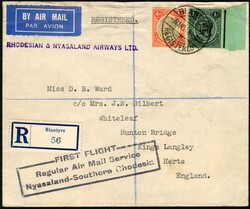 BY AIR MAIL
PAR AVION
REGISTERED.
RHODESIAN & NYASALAND AIRWAYS LTD.
Miss D. B. Ward
c/o Mrs. J.M. Gilbert
Whiteleaf
Hunton Bridge
Kings Langley
Herts
England.
R
Blantyre
56
FIRST FLIGHT
Regular Air Mail Service
Nyasaland-Southern Rhodesia